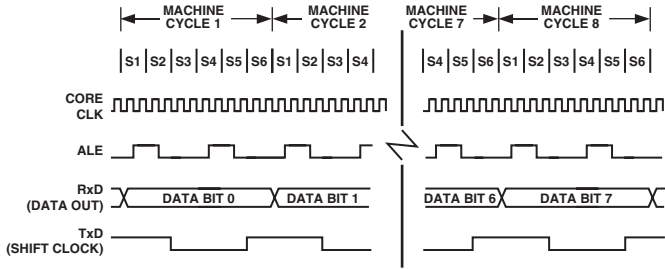 MACHINE CYCLE 1
MACHINE CYCLE 2
MACHINE CYCLE 7
MACHINE CYCLE 8
S1 S2 S3 S4 S5 S6 S1 S2 S3 S4
S4 S5 S6 S1 S2 S3 S4 S5 S6
CORE CLK
ALE
RxD (DATA OUT)
DATA BIT 0
DATA BIT 1
DATA BIT 6
DATA BIT 7
TxD (SHIFT CLOCK)